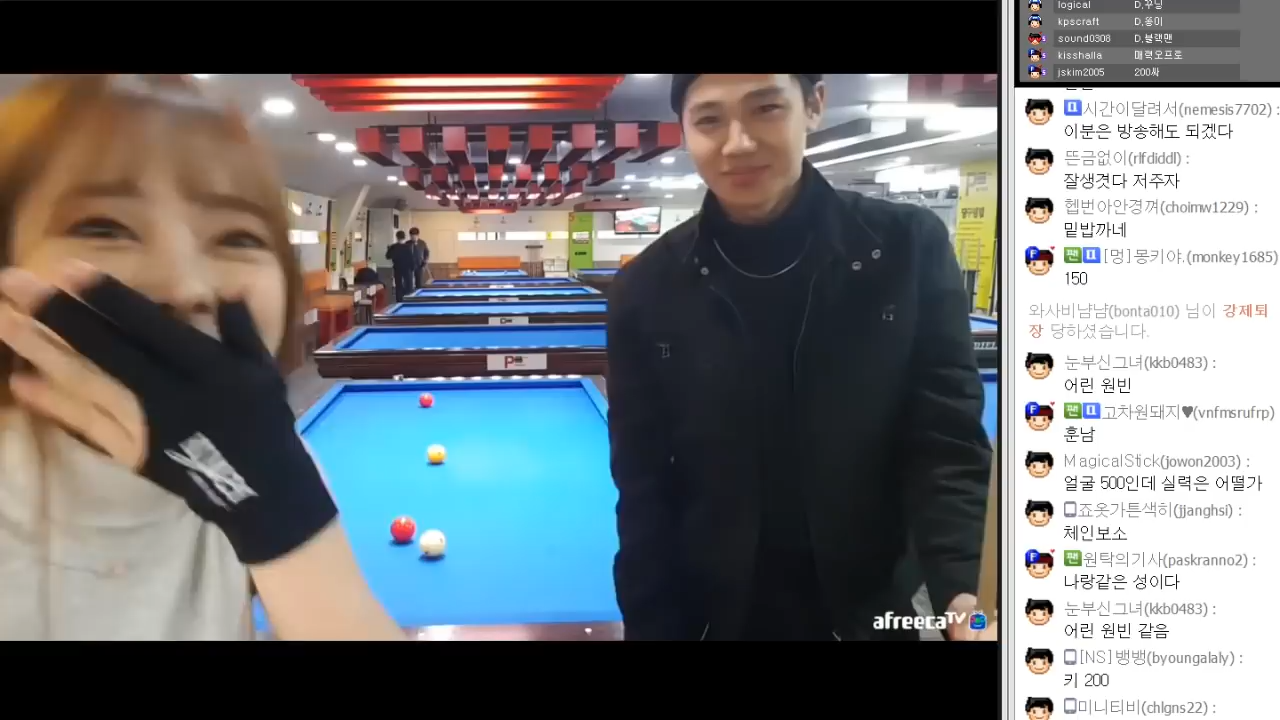 logical D,꾸닝
kpscraft D,쫑이
sound0308 D,블랙맨
kisshalla 매력오프로
jskim2005 200싸
시간이달려서(nemesis7702) :
이분은 방송해도 되겠다
뜬금없이(rlfdiddl) :
잘생겻다 저주자
헵번아안경껴(choimw1229) :
밑밥까네
팬 [멍]몽키야.(monkey1685)
150
와사비냠냠(bonta010) 님이 강제퇴
장 당하셨습니다.
눈부신그녀(kkb0483) :
어린 원빈
팬 고차원돼지♥(vnfmsrufrp)
훈남
MagicalStick(jowon2003) :
얼굴 500인데 실력은 어떨가
죠옷가튼색히(jjanghsi) :
체인보소
팬 원탁의기사(paskranno2) :
나랑같은 성이다
눈부신그녀(kkb0483) :
어린 원빈 같음
[NS]뱅뱅(byoungalaly) :
키 200
미니티비(chlgns22) :
afreecaTV